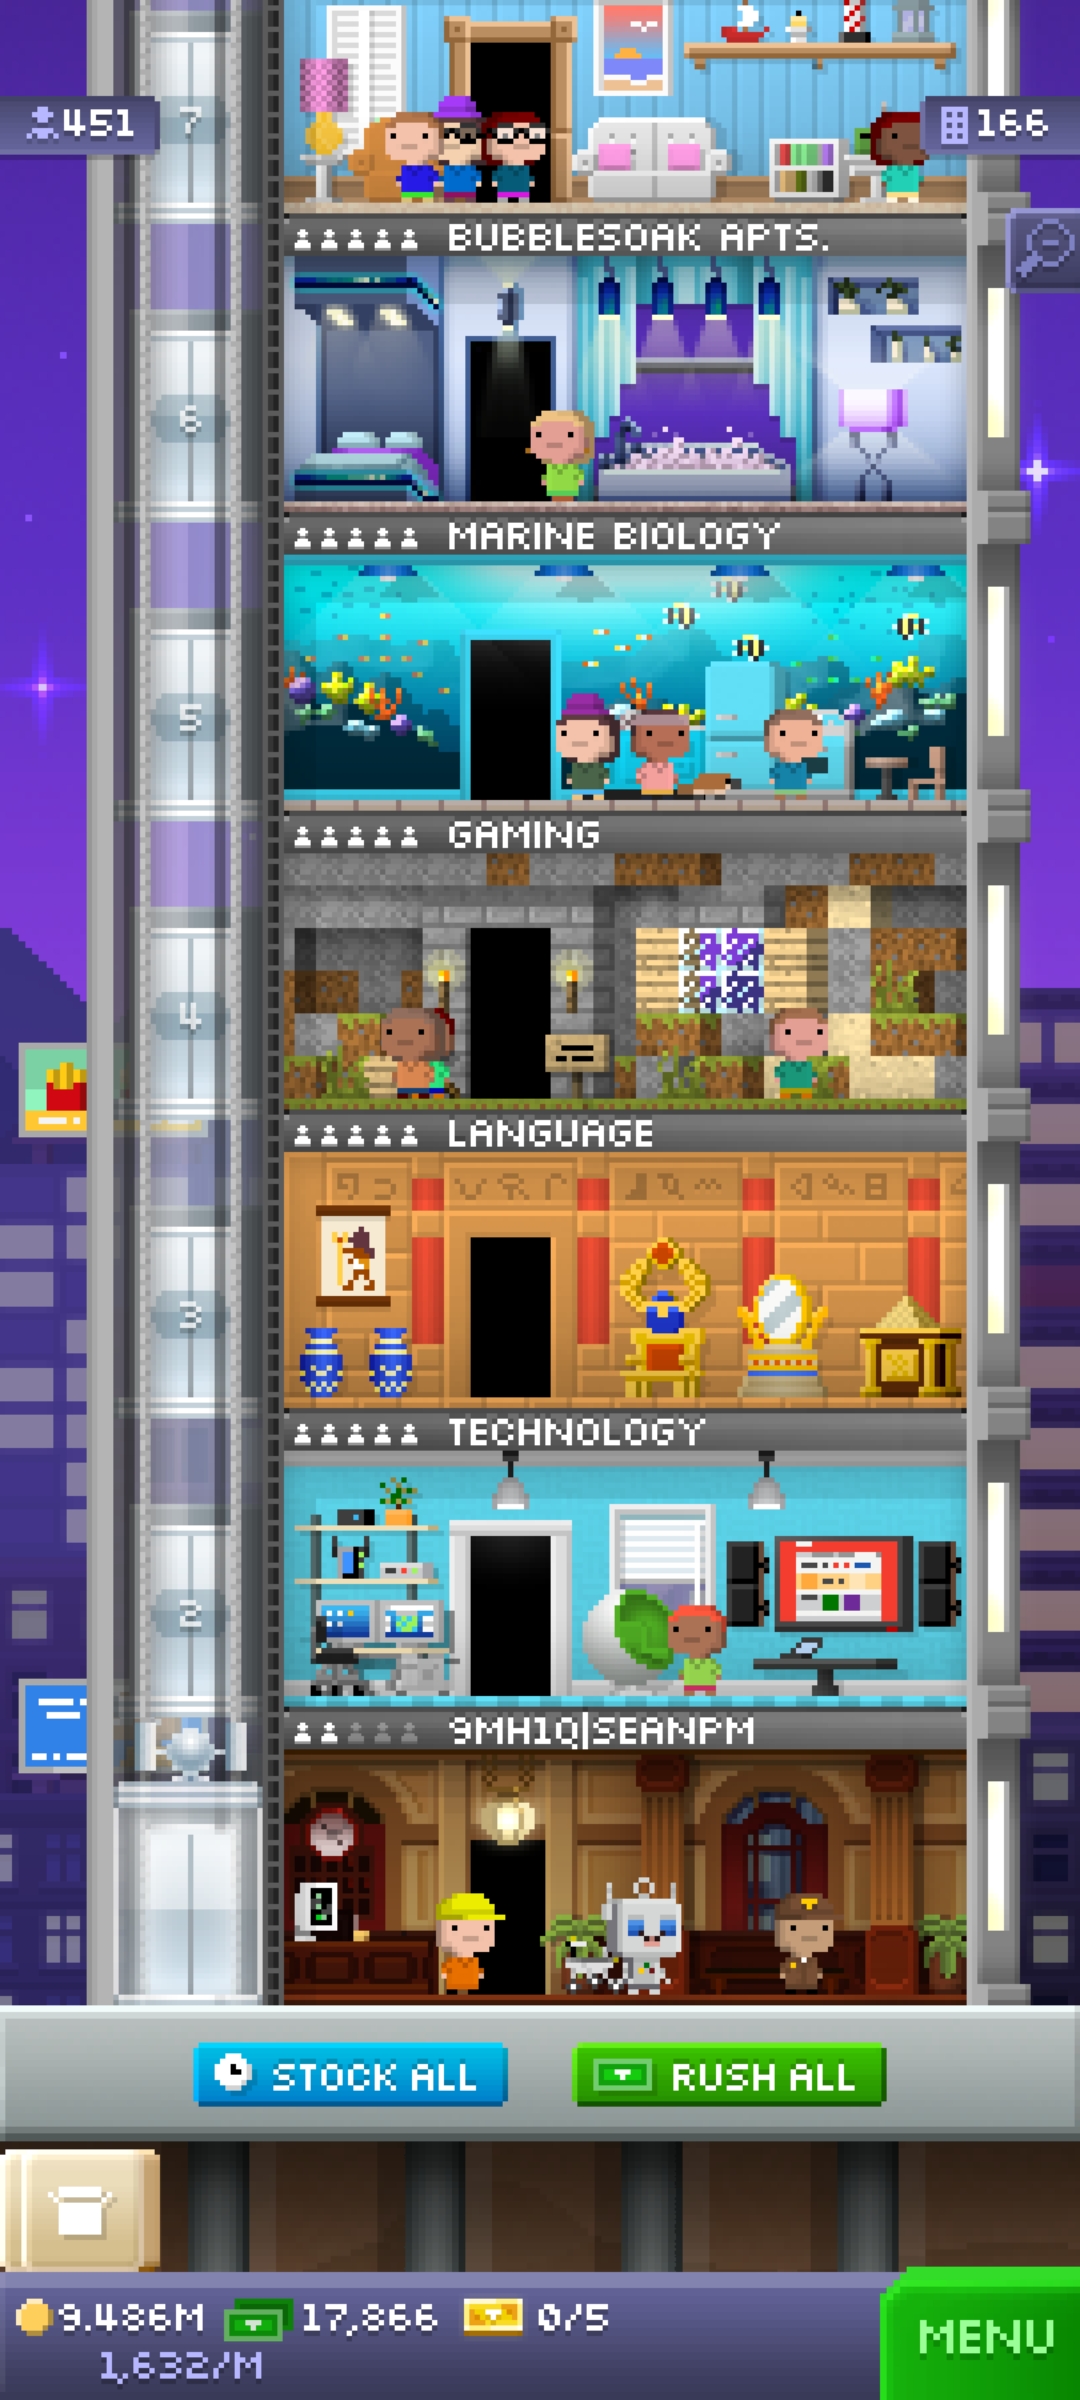 451
7
166
BUBBLESOAK APTS.
6
MARINE BIOLOGY
5
GAMING
4
LANGUAGE
3
TECHNOLOGY
2
9MH1Q|SEANPM
STOCK ALL
RUSH ALL
9.486M
17,866
0/5
1,632/M
MENU